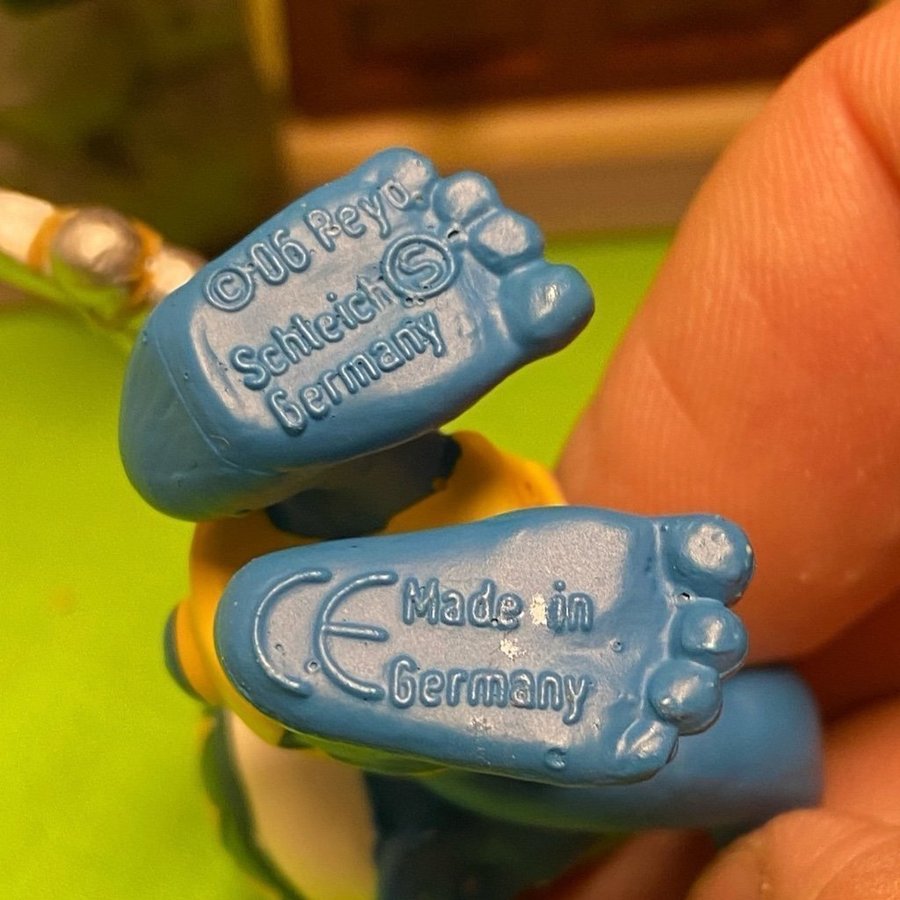 © 06 Peyo
Schleich Ⓢ
Germany
CE Made in
Germany